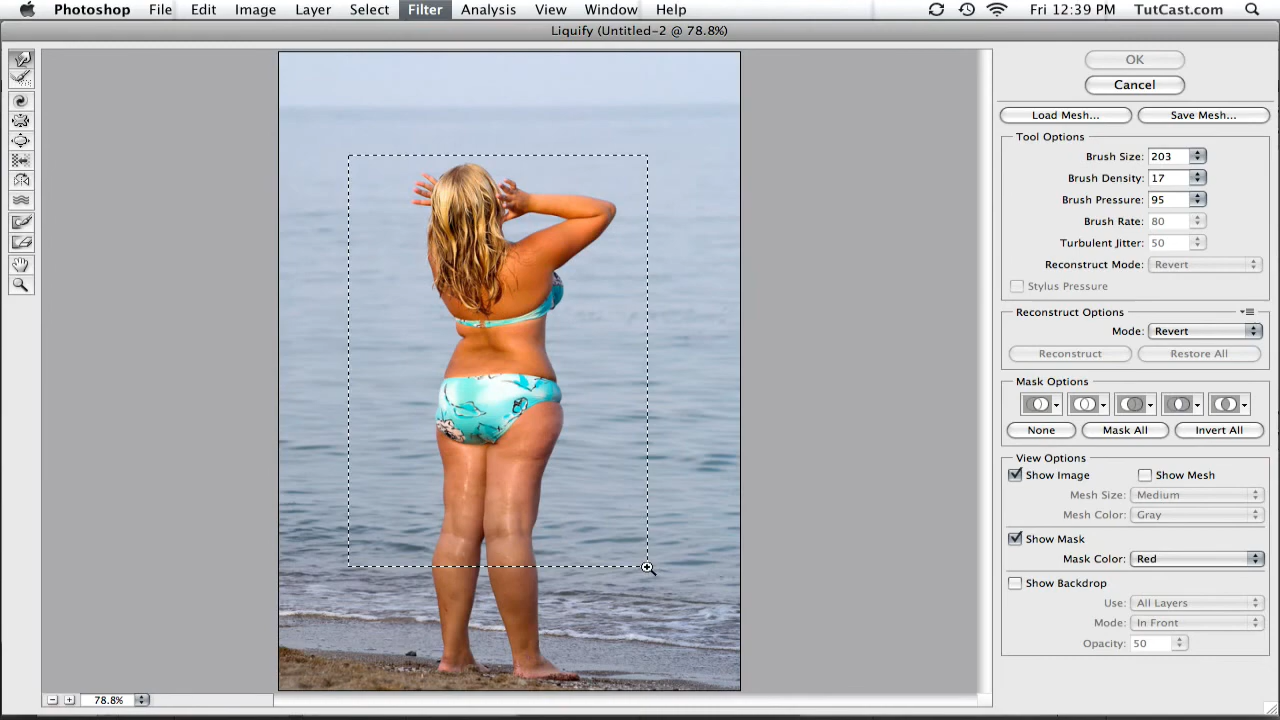 Photoshop File Edit Image Layer Select Filter Analysis View Window Help Fri 12:39 PM TutCast.com
Liquify (Untitled-2 @ 78.8%)
OK
Cancel
Load Mesh... Save Mesh...
Tool Options
Brush Size: 203
Brush Density: 17
Brush Pressure: 95
Brush Rate: 80
Turbulent Jitter: 50
Reconstruct Mode: Revert
Stylus Pressure
Reconstruct Options
Mode: Revert
Reconstruct Restore All
Mask Options
None Mask All Invert All
View Options
Show Image Show Mesh
Mesh Size: Medium
Mesh Color: Gray
Show Mask
Mask Color: Red
Show Backdrop
Use: All Layers
Mode: In Front
Opacity: 50
78.8%